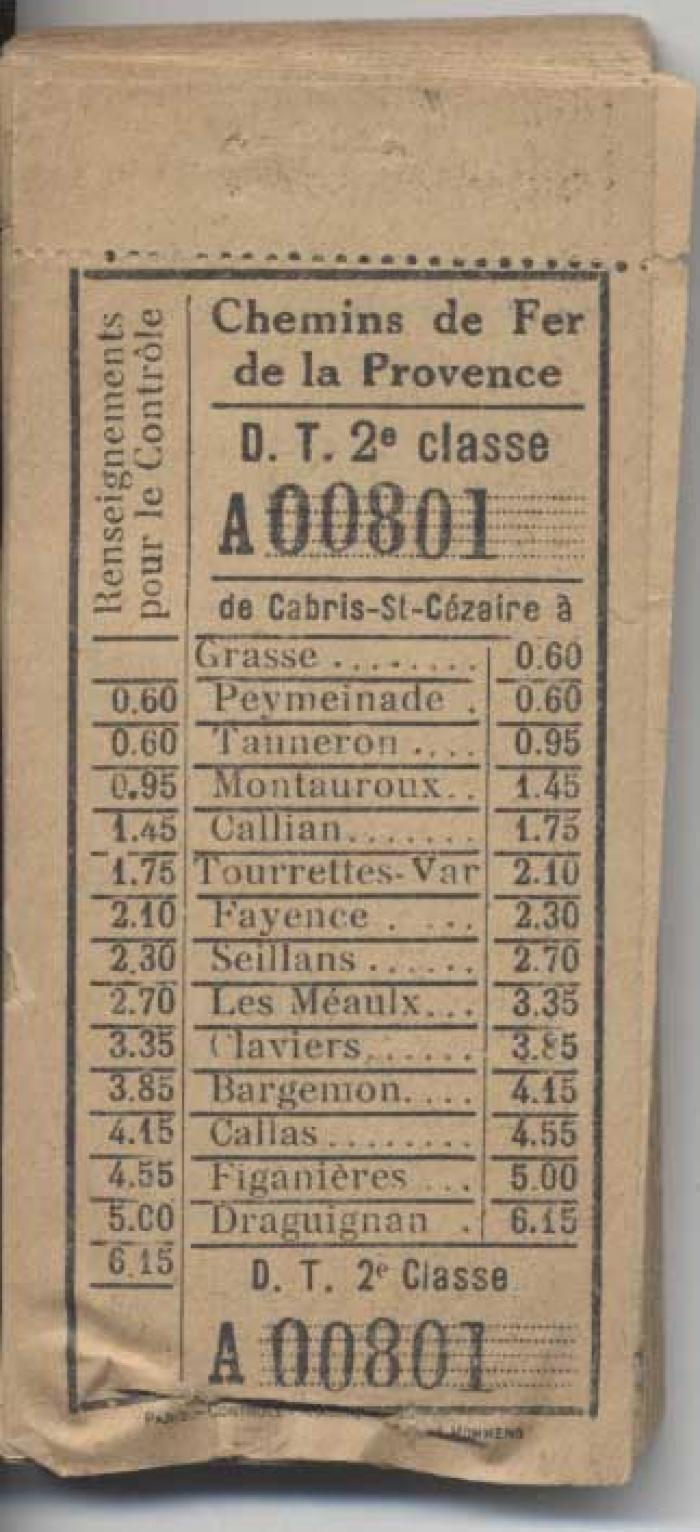 Renseignements
pour le Contrôle
Chemins de Fer
de la Provence
D. T. 2e classe
A 00801
de Cabris-St-Cézaire à
Grasse ........ 0.60
0.60 Peymeinade . 0.60
0.60 Tanneron .... 0.95
0.95 Montauroux.. 1.45
1.45 Callian....... 1.75
1.75 Tourrettes-Var 2.10
2.10 Fayence . ... 2.30
2.30 Seillans ...... 2.70
2.70 Les Méaulx... 3.35
3.35 Claviers...... 3.85
3.85 Bargemon.... 4.15
4.15 Callas ........ 4.55
4.55 Figanières ... 5.00
5.00 Draguignan . 6.15
6.15
D. T. 2e Classe
A 00801
PARIS - CONTROLE
MOMMENS